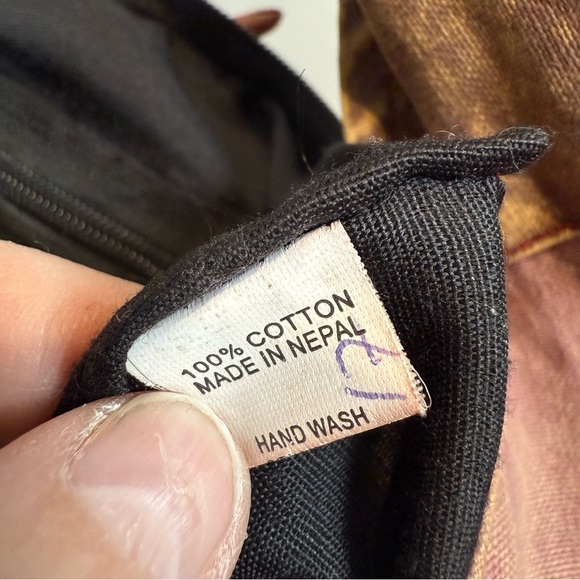 100% COTTON
MADE IN NEPAL
HAND WASH